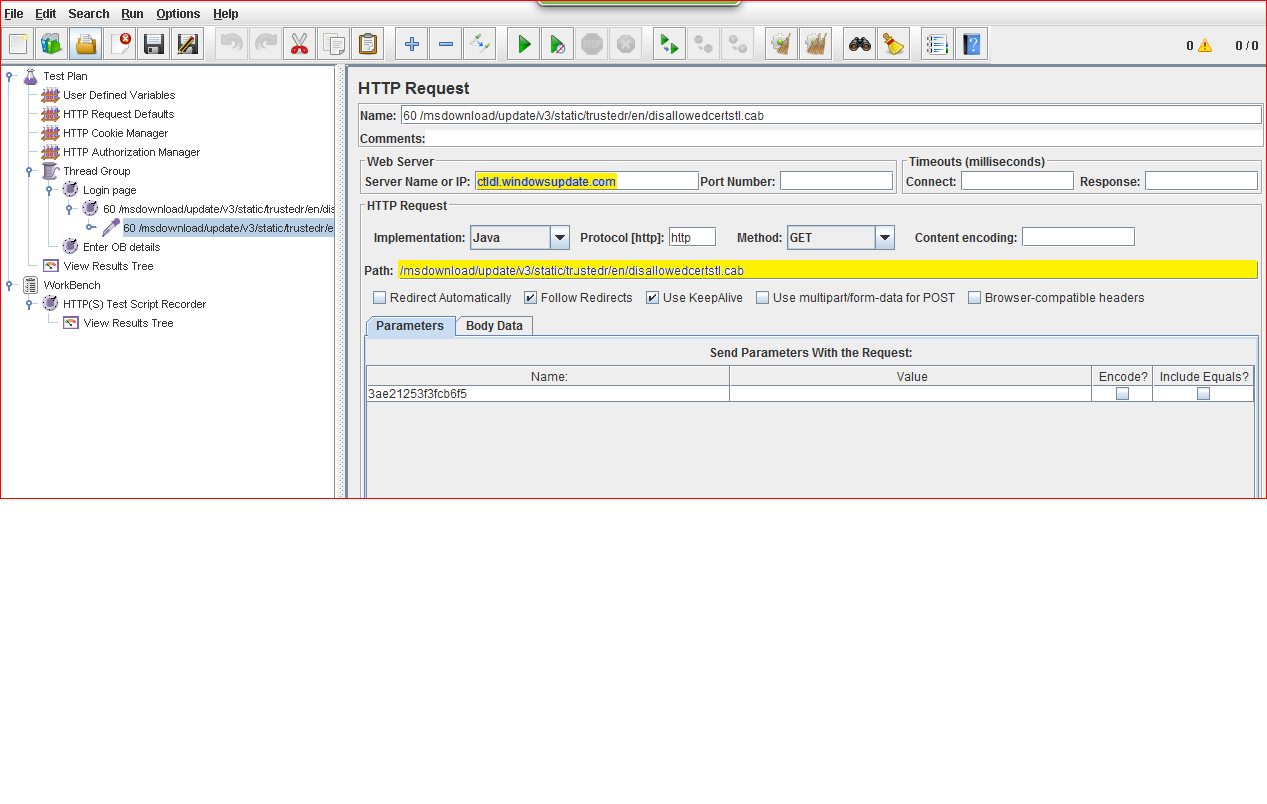 File Edit Search Run Options Help
0 0 / 0
Test Plan
User Defined Variables
HTTP Request Defaults
HTTP Cookie Manager
HTTP Authorization Manager
Thread Group
Login page
60 /msdownload/update/v3/static/trustedr/en/dis
60 /msdownload/update/v3/static/trustedr/e
Enter OB details
View Results Tree
WorkBench
HTTP(S) Test Script Recorder
View Results Tree
HTTP Request
Name: 60 /msdownload/update/v3/static/trustedr/en/disallowedcertstl.cab
Comments:
Web Server
Server Name or IP: ctldl.windowsupdate.com Port Number:
Timeouts (milliseconds)
Connect: Response:
HTTP Request
Implementation: Java Protocol [http]: http Method: GET Content encoding:
Path: /msdownload/update/v3/static/trustedr/en/disallowedcertstl.cab
Redirect Automatically Follow Redirects Use KeepAlive Use multipart/form-data for POST Browser-compatible headers
Parameters Body Data
Send Parameters With the Request:
Name: Value Encode? Include Equals?
3ae21253f3fcb6f5